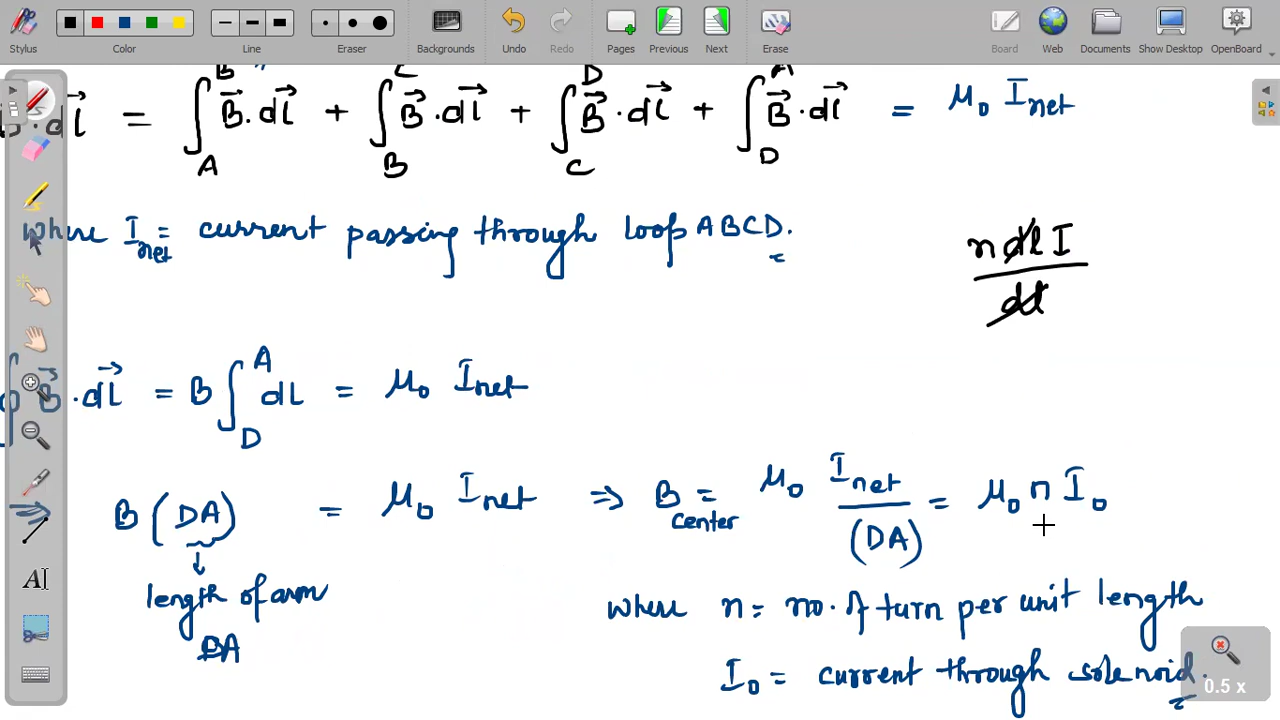 Stylus Color Line Eraser Backgrounds Undo Redo Pages Previous Next Erase Board Web Documents Show Desktop OpenBoard
B⃗·dl⃗ = ∫_A^B B⃗·dl⃗ + ∫_B^C B⃗·dl⃗ + ∫_C^D B⃗·dl⃗ + ∫_D^A B⃗·dl⃗ = μ₀ I_net
where I_net = current passing through loop ABCD.
n dl I / dl
∮ B⃗·dl⃗ = B ∫_D^A dl = μ₀ I_net
B (DA) = μ₀ I_net ⇒ B_center = μ₀ I_net / (DA) = μ₀ n I₀
length of arm
DA
where n = no. of turn per unit length
I₀ = current through solenoid.
0.5 x